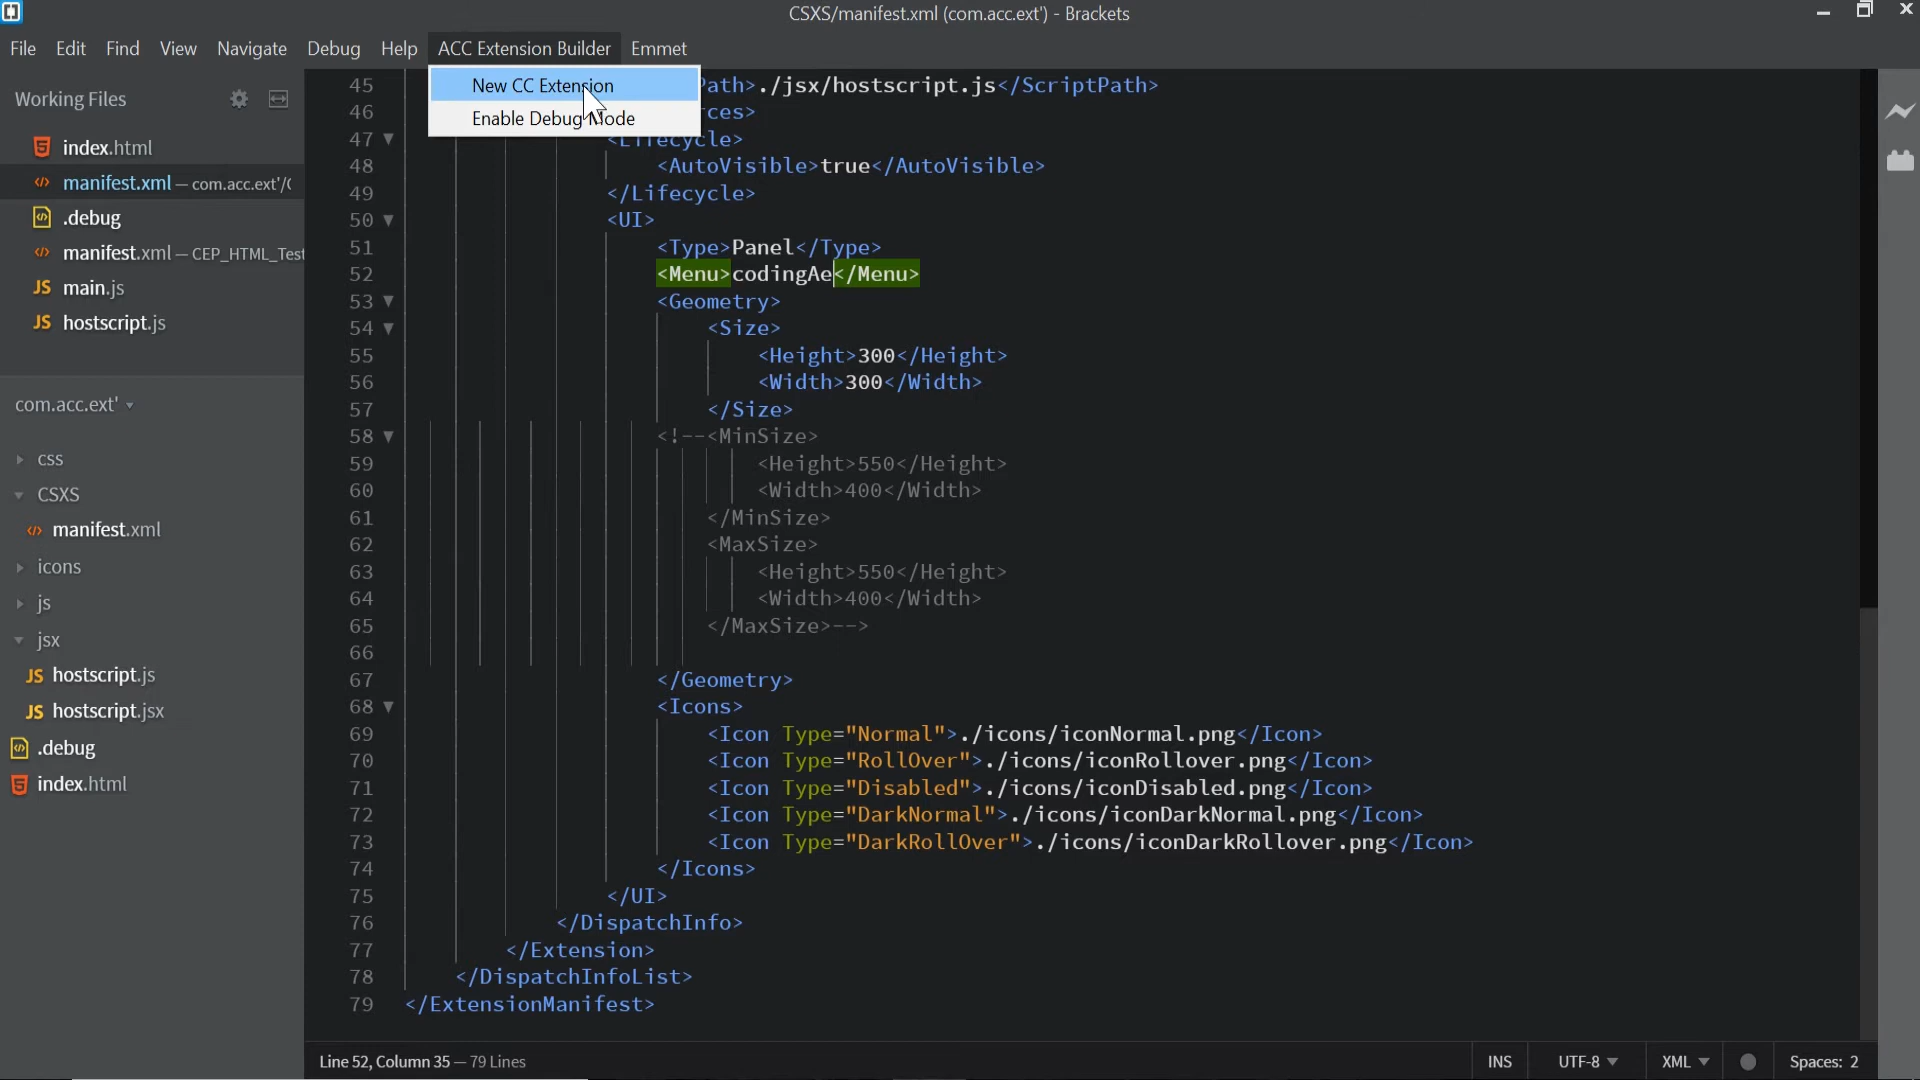 CSXS/manifest.xml (com.acc.ext') - Brackets
File Edit Find View Navigate Debug Help ACC Extension Builder Emmet
New CC Extension
Enable Debug Mode
Working Files
index.html
manifest.xml — com.acc.ext'/(
.debug
manifest.xml — CEP_HTML_Test
JS main.js
JS hostscript.js
com.acc.ext'
css
CSXS
manifest.xml
icons
js
jsx
JS hostscript.js
JS hostscript.jsx
.debug
index.html
45 Path>./jsx/hostscript.js</ScriptPath>
46 ces>
47 <Lifecycle>
48 <AutoVisible>true</AutoVisible>
49 </Lifecycle>
50 <UI>
51 <Type>Panel</Type>
52 <Menu>codingAe</Menu>
53 <Geometry>
54 <Size>
55 <Height>300</Height>
56 <Width>300</Width>
57 </Size>
58 <!--<MinSize>
59 <Height>550</Height>
60 <Width>400</Width>
61 </MinSize>
62 <MaxSize>
63 <Height>550</Height>
64 <Width>400</Width>
65 </MaxSize>-->
66
67 </Geometry>
68 <Icons>
69 <Icon Type="Normal">./icons/iconNormal.png</Icon>
70 <Icon Type="RollOver">./icons/iconRollover.png</Icon>
71 <Icon Type="Disabled">./icons/iconDisabled.png</Icon>
72 <Icon Type="DarkNormal">./icons/iconDarkNormal.png</Icon>
73 <Icon Type="DarkRollOver">./icons/iconDarkRollover.png</Icon>
74 </Icons>
75 </UI>
76 </DispatchInfo>
77 </Extension>
78 </DispatchInfoList>
79 </ExtensionManifest>
Line 52, Column 35 — 79 Lines
INS UTF-8 XML Spaces: 2